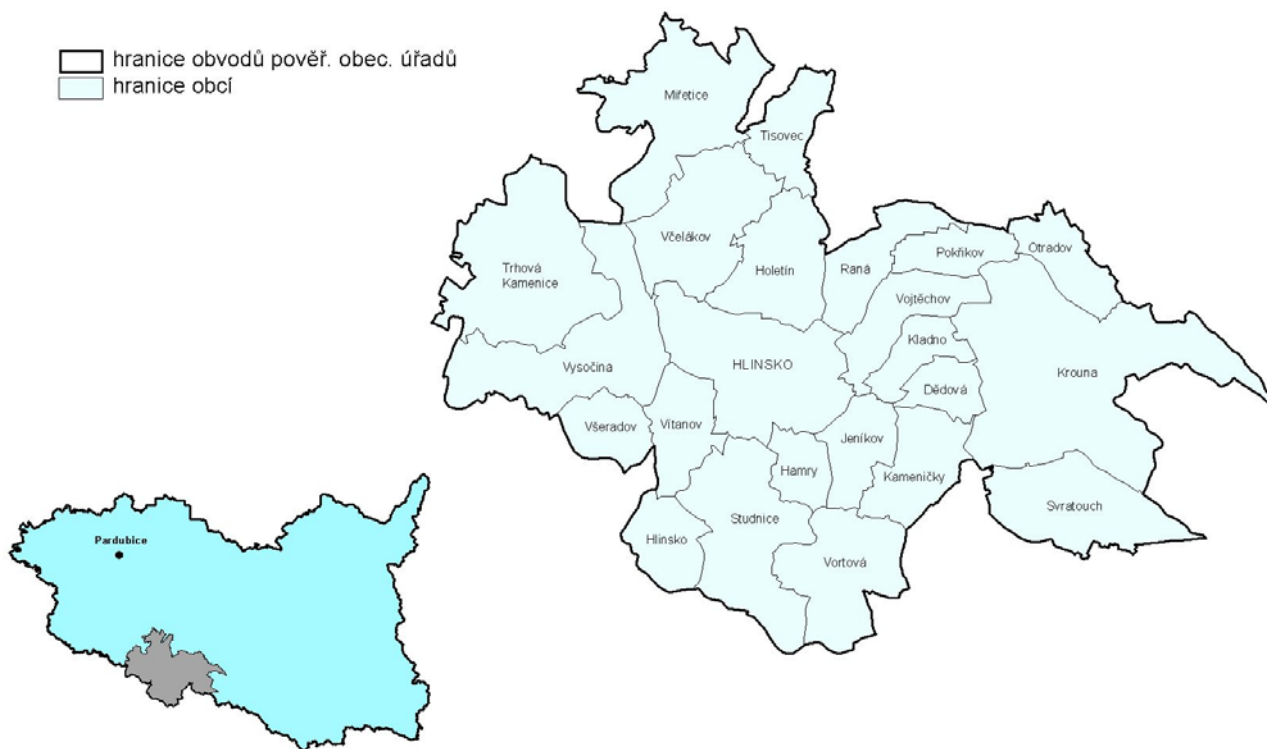 hranice obvodů pověř. obec. úřadů
hranice obcí
Miřetice
Tisovec
Včelákov
Trhová
Kamenice
Holetín
Raná
Pokřikov
Otradov
Vojtěchov
Kladno
Vysočina
HLINSKO
Krouna
Dědová
Všeradov
Vítanov
Jeníkov
Hamry
Kameničky
Svratouch
Studnice
Hlinsko
Vortová
Pardubice